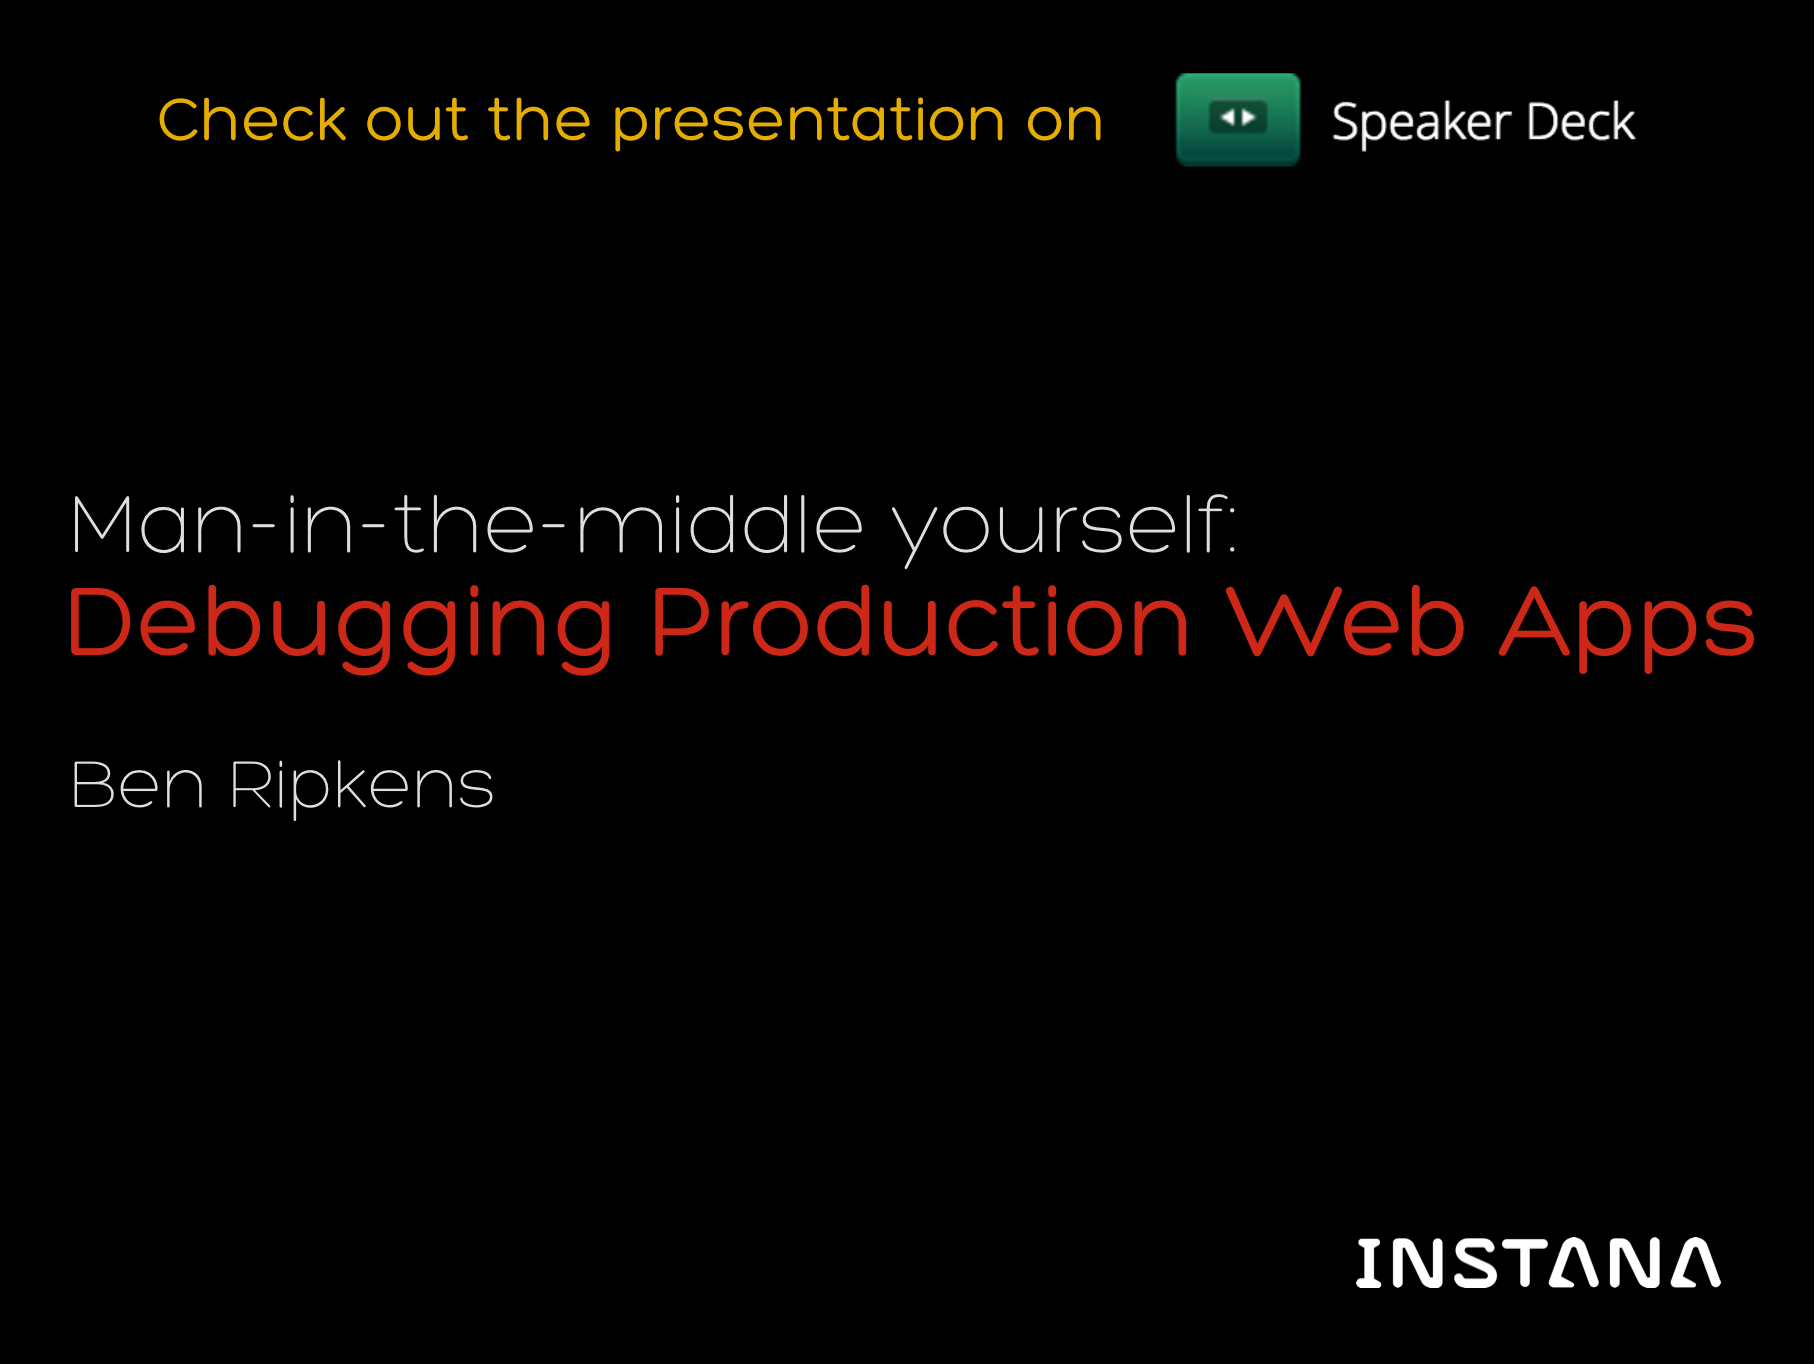 Check out the presentation on Speaker Deck
Man-in-the-middle yourself:
Debugging Production Web Apps
Ben Ripkens
INSTANA